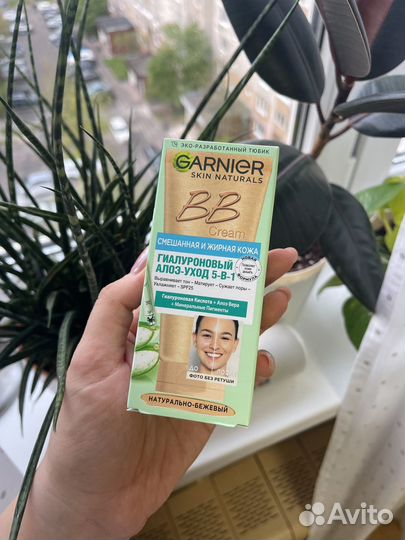 ЭКО-РАЗРАБОТАННЫЙ ТЮБИК
GARNIER
SKIN NATURALS
BB
Cream
СМЕШАННАЯ И ЖИРНАЯ КОЖА
ГИАЛУРОНОВЫЙ
АЛОЭ-УХОД 5-В-1
Выравнивает тон • Матирует • Сужает поры •
Увлажняет • SPF25
Гиалуроновая Кислота + Алоэ Вера
+ Минеральные Пигменты
ДО
ФОТО БЕЗ РЕТУШИ
НАТУРАЛЬНО-БЕЖЕВЫЙ
Avito